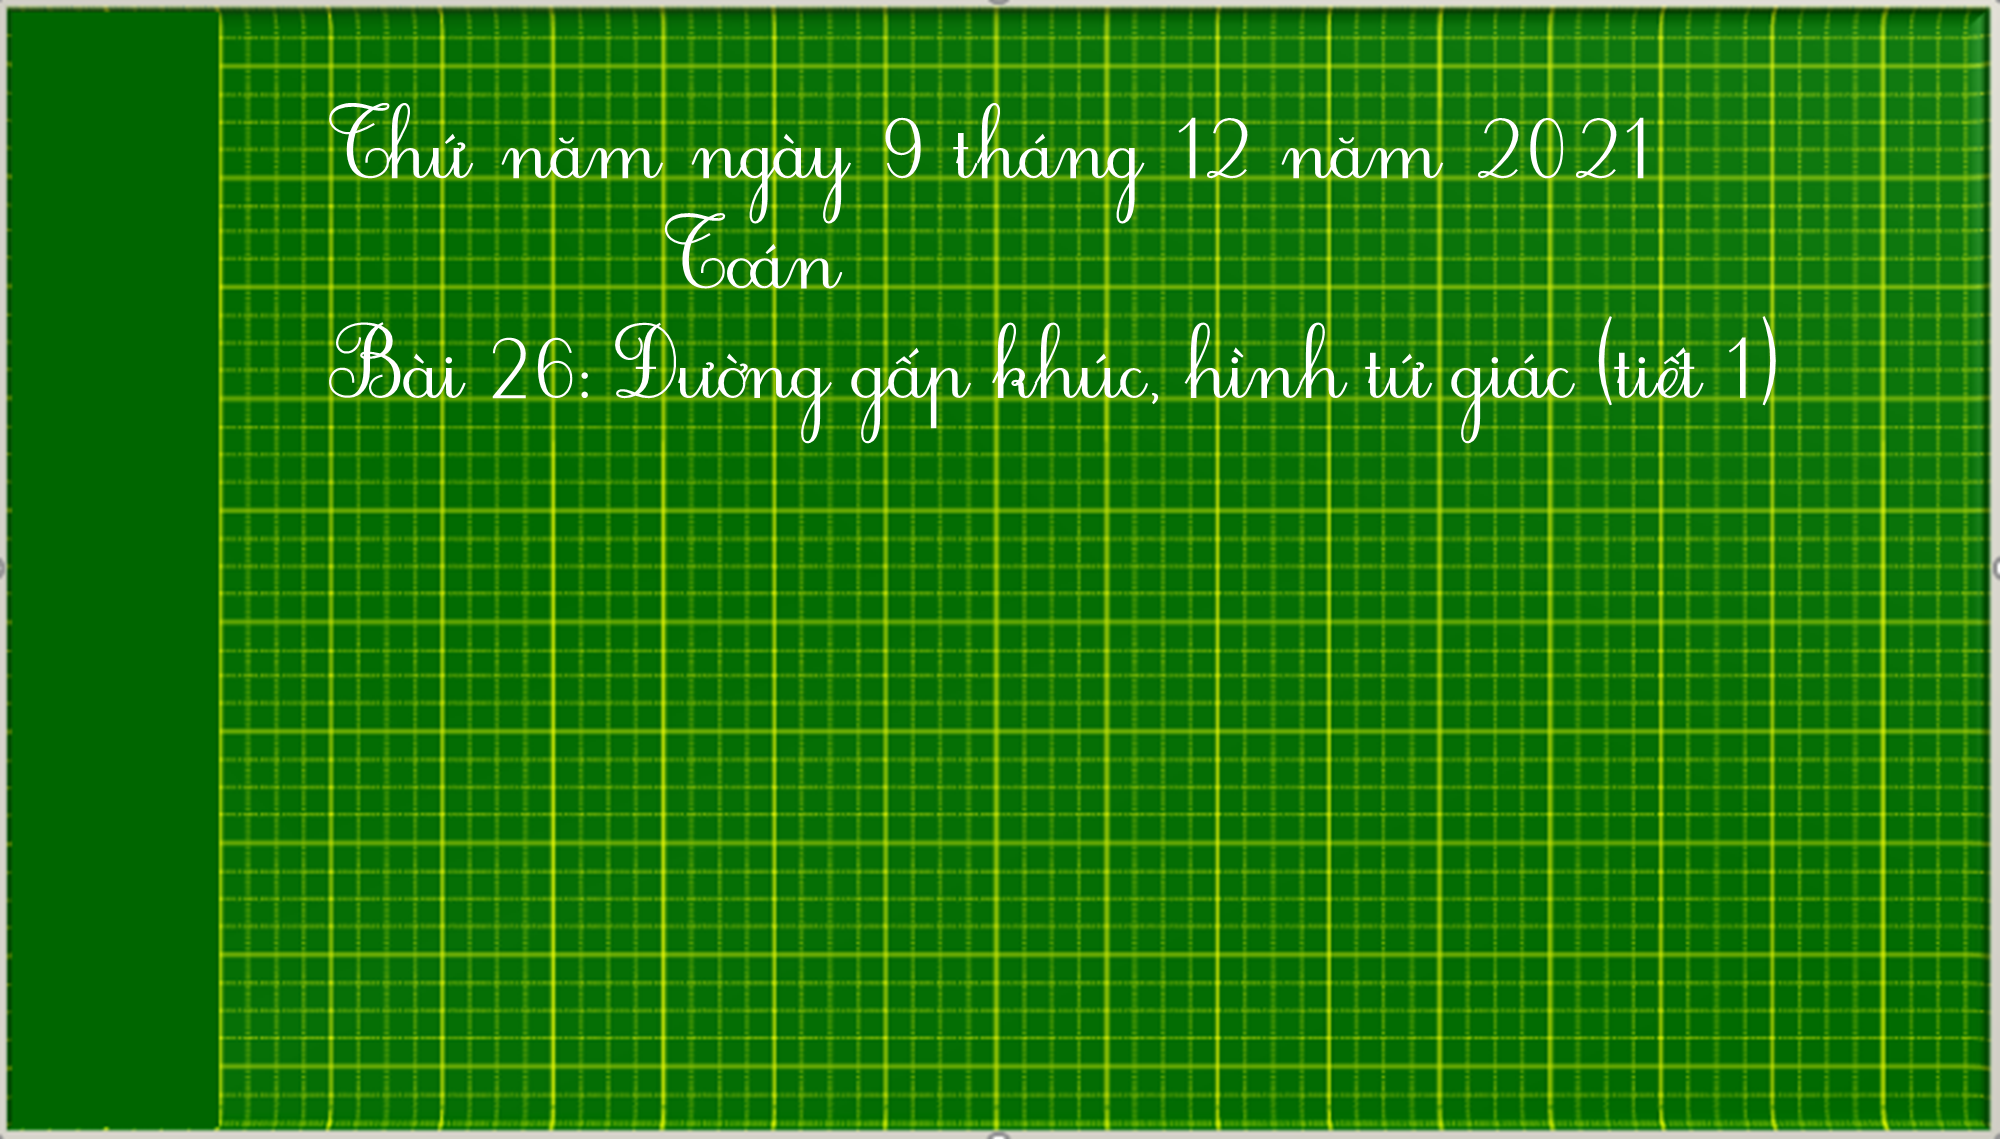 Thứ năm ngày 9 tháng 12 năm 2021
Toán
Bài 26: Đường gấp khúc, hình tứ giác (tiết 1)